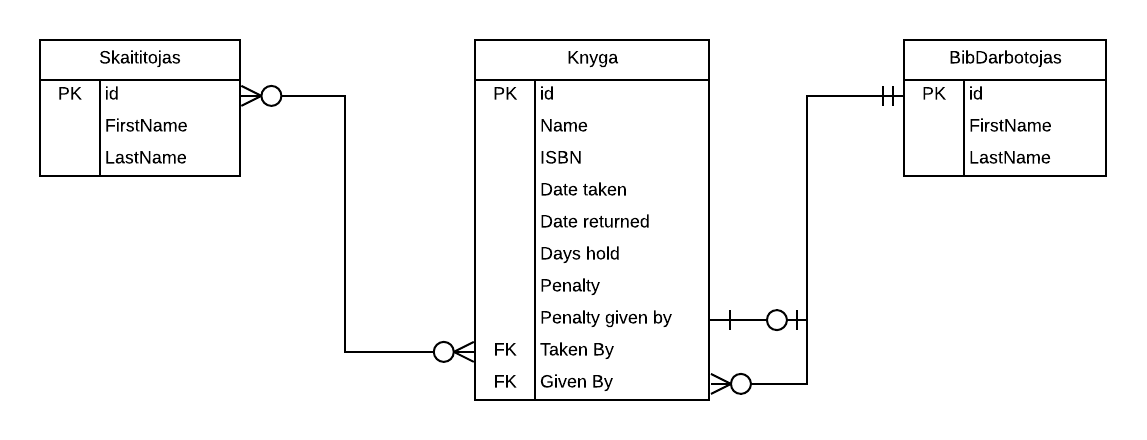 Skaititojas
PK id
FirstName
LastName
Knyga
PK id
Name
ISBN
Date taken
Date returned
Days hold
Penalty
Penalty given by
FK Taken By
FK Given By
BibDarbotojas
PK id
FirstName
LastName